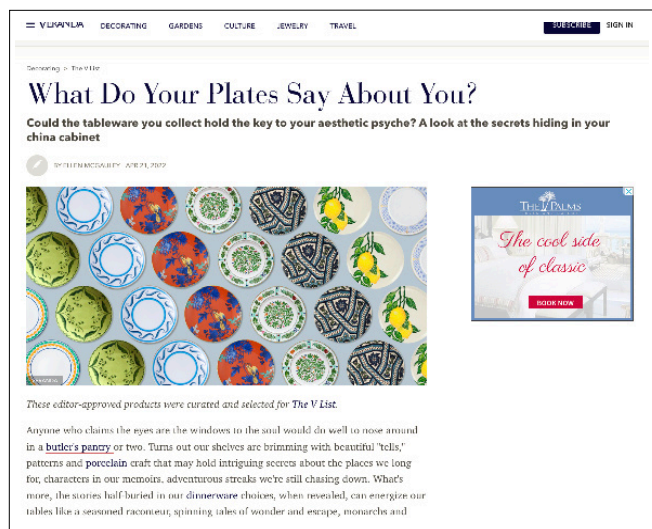 VERANDA DECORATING GARDENS CULTURE JEWELRY TRAVEL SUBSCRIBE SIGN IN
Decorating > The V List
What Do Your Plates Say About You?
Could the tableware you collect hold the key to your aesthetic psyche? A look at the secrets hiding in your
china cabinet
BY ELLEN MCGAULEY APR 21, 2022
THE PALMS
The cool side
of classic
BOOK NOW
These editor-approved products were curated and selected for The V List.
Anyone who claims the eyes are the windows to the soul would do well to nose around
in a butler's pantry or two. Turns out our shelves are brimming with beautiful "tells,"
patterns and porcelain craft that may hold intriguing secrets about the places we long
for, characters in our memoirs, adventurous streaks we're still chasing down. What's
more, the stories half-buried in our dinnerware choices, when revealed, can energize our
tables like a seasoned raconteur, spinning tales of wonder and escape, monarchs and